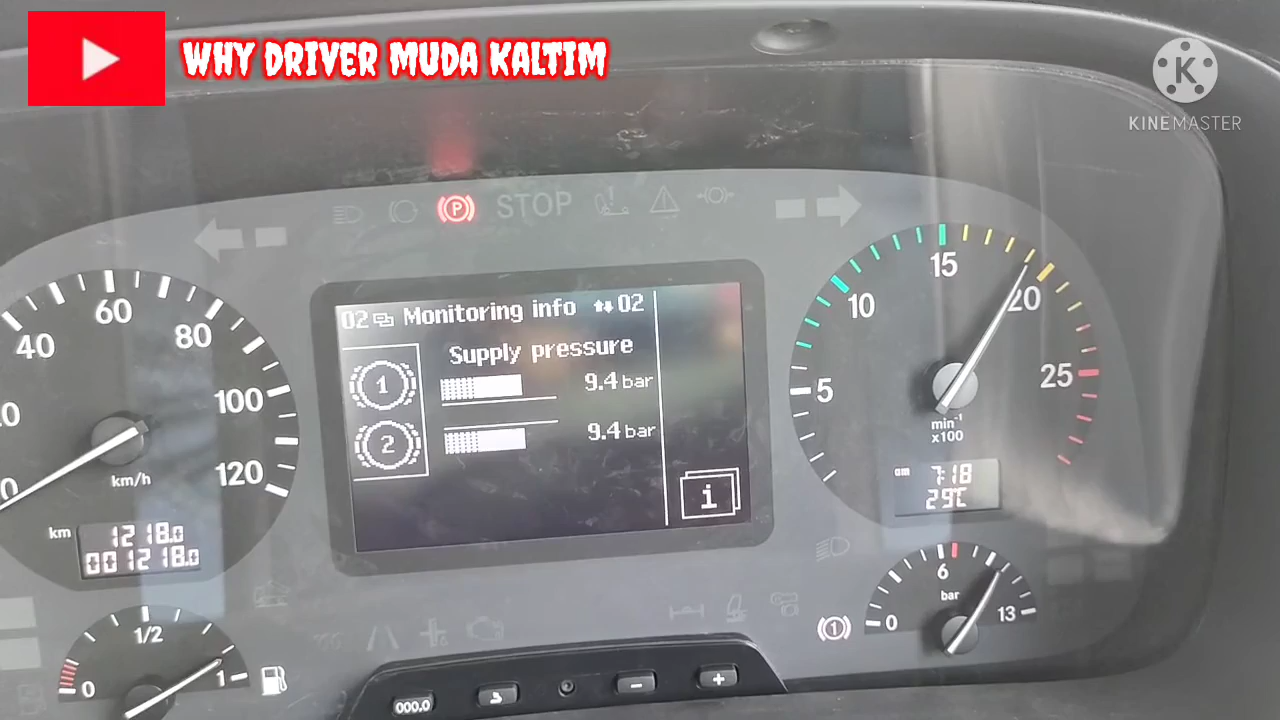 WHY DRIVER MUDA KALTIM
K
KINEMASTER
P
STOP
02 Monitoring info 02
Supply pressure
1 9.4 bar
2 9.4 bar
i
40
60
80
100
120
km/h
km 1218.0
001218.0
5
10
15
20
25
min⁻¹
x100
am 7:18
29°C
0 1/2 1
0 6 13
bar
1
000.0
- +